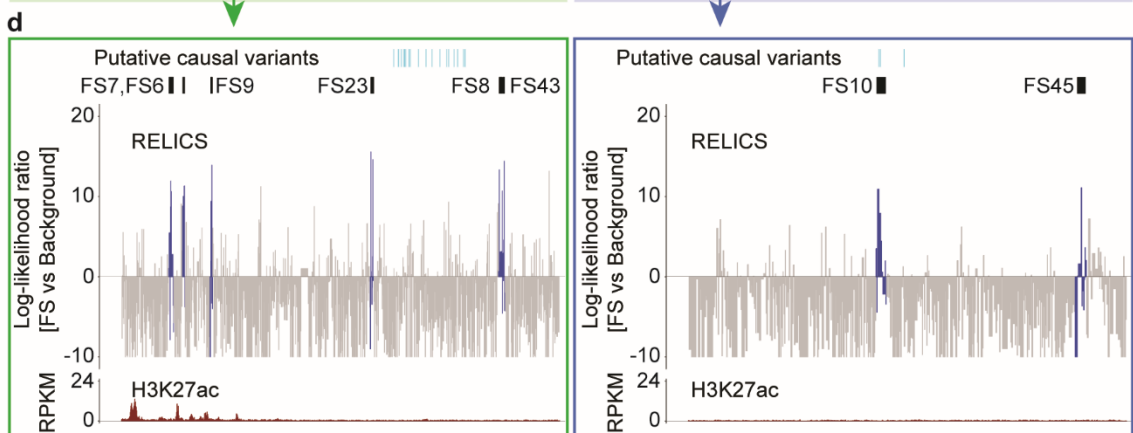 d
Putative causal variants
FS7,FS6 FS9 FS23 FS8 FS43
20
10
0
-10
Log-likelihood ratio
[FS vs Background]
RELICS
24
0
RPKM
H3K27ac
Putative causal variants
FS10 FS45
20
10
0
-10
Log-likelihood ratio
[FS vs Background]
RELICS
24
0
RPKM
H3K27ac